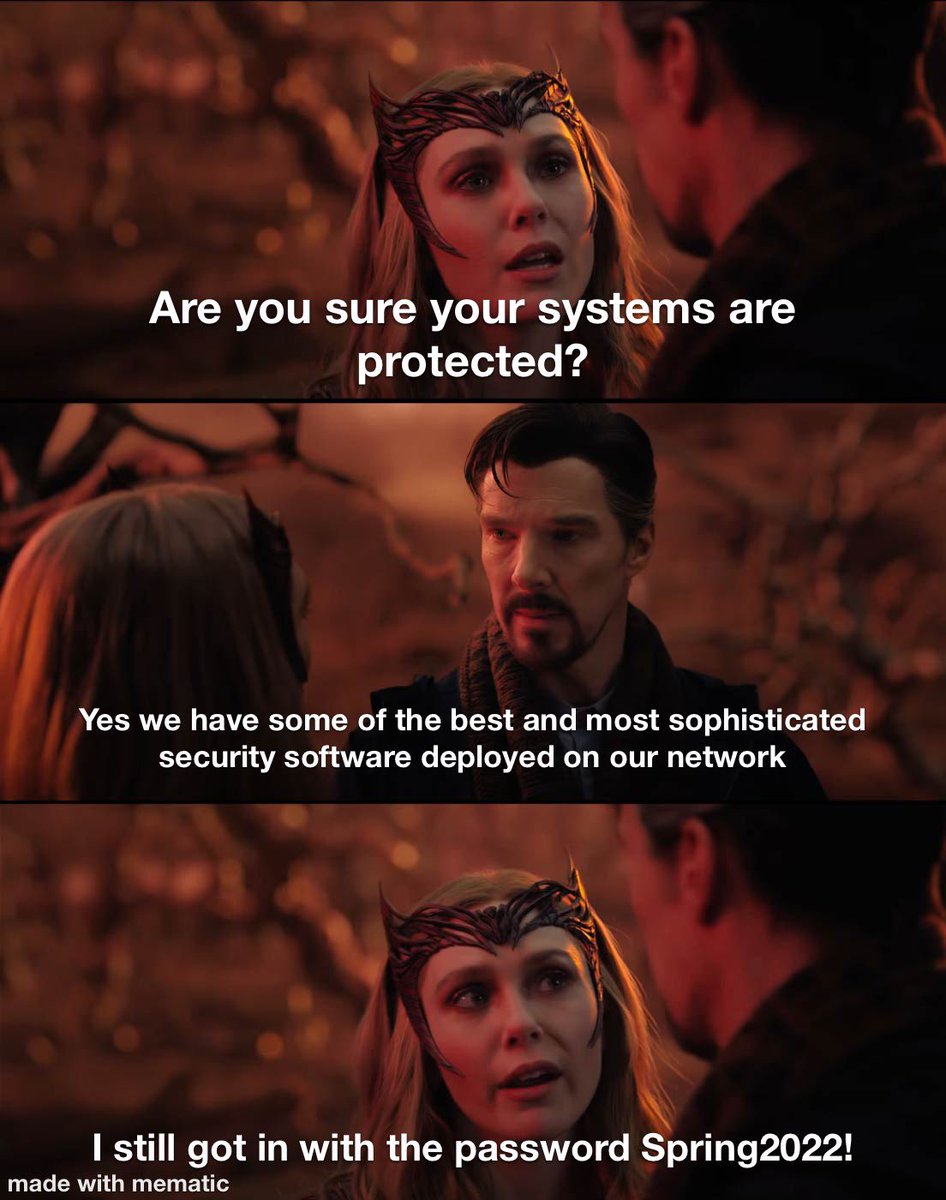 Are you sure your systems are
protected?
Yes we have some of the best and most sophisticated
security software deployed on our network
I still got in with the password Spring2022!
made with mematic